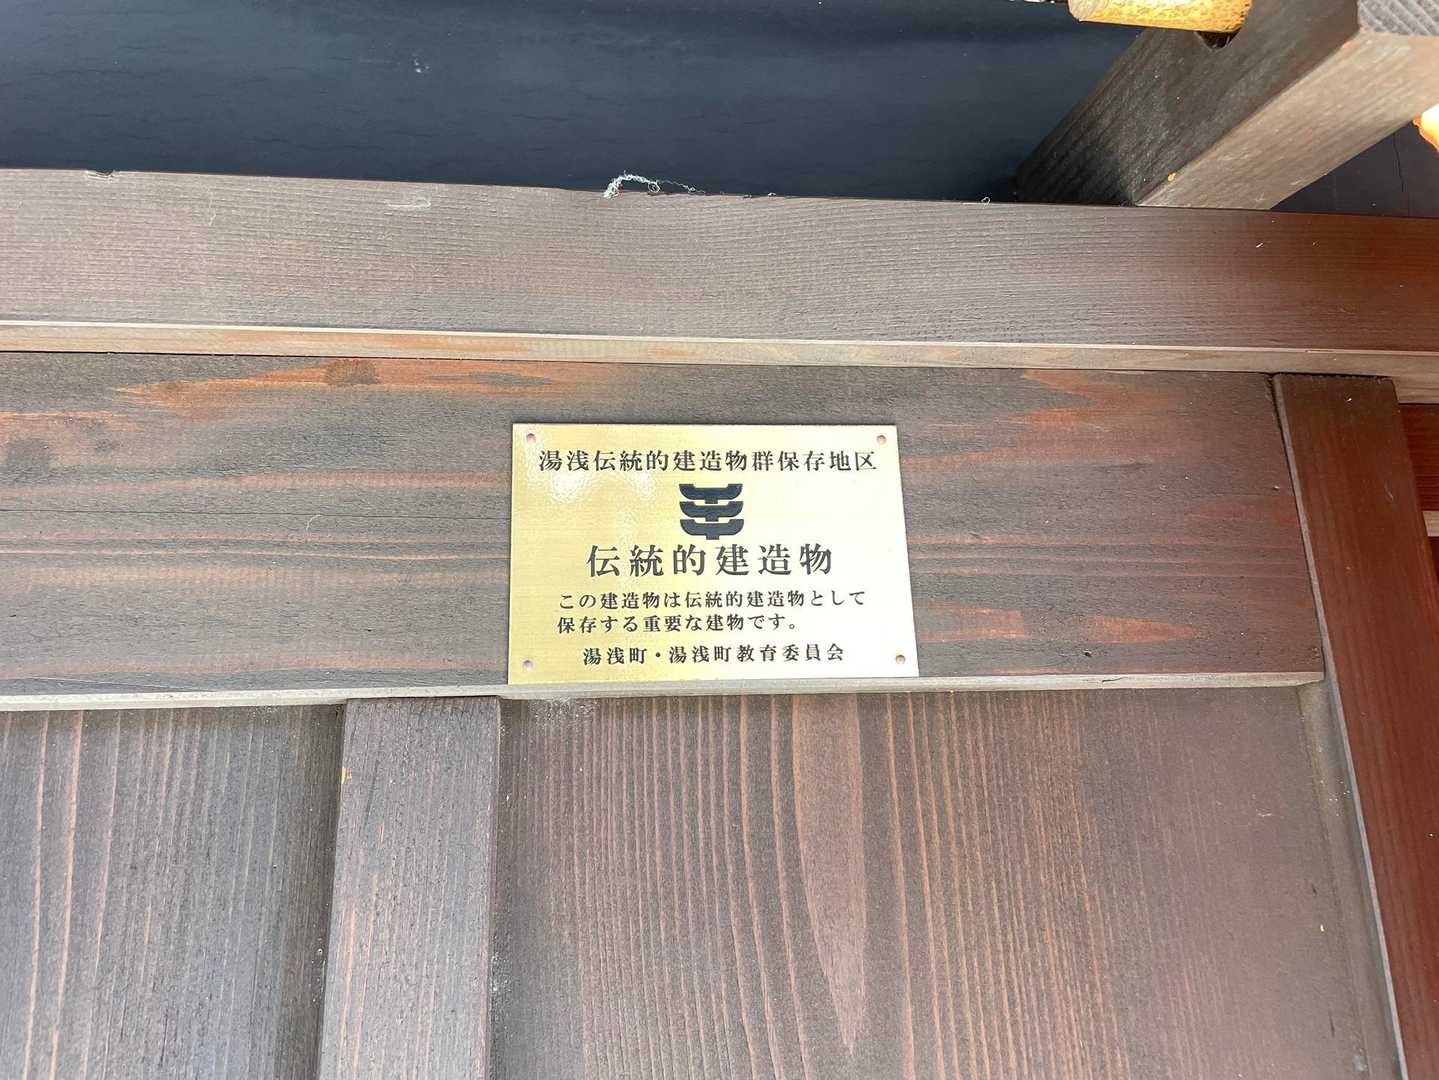 湯浅伝統的建造物群保存地区
伝統的建造物
この建造物は伝統的建造物として
保存する重要な建物です。
湯浅町・湯浅町教育委員会